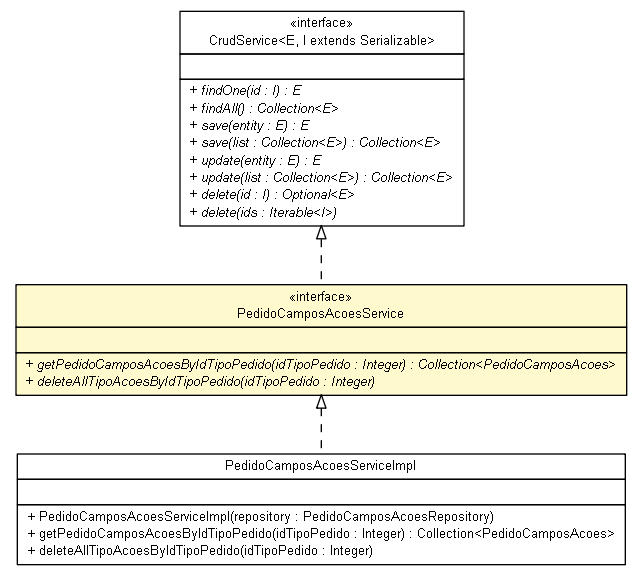 «interface»
CrudService<E, I extends Serializable>
+ findOne(id : I) : E
+ findAll() : Collection<E>
+ save(entity : E) : E
+ save(list : Collection<E>) : Collection<E>
+ update(entity : E) : E
+ update(list : Collection<E>) : Collection<E>
+ delete(id : I) : Optional<E>
+ delete(ids : Iterable<I>)
«interface»
PedidoCamposAcoesService
+ getPedidoCamposAcoesByIdTipoPedido(idTipoPedido : Integer) : Collection<PedidoCamposAcoes>
+ deleteAllTipoAcoesByIdTipoPedido(idTipoPedido : Integer)
PedidoCamposAcoesServiceImpl
+ PedidoCamposAcoesServiceImpl(repository : PedidoCamposAcoesRepository)
+ getPedidoCamposAcoesByIdTipoPedido(idTipoPedido : Integer) : Collection<PedidoCamposAcoes>
+ deleteAllTipoAcoesByIdTipoPedido(idTipoPedido : Integer)